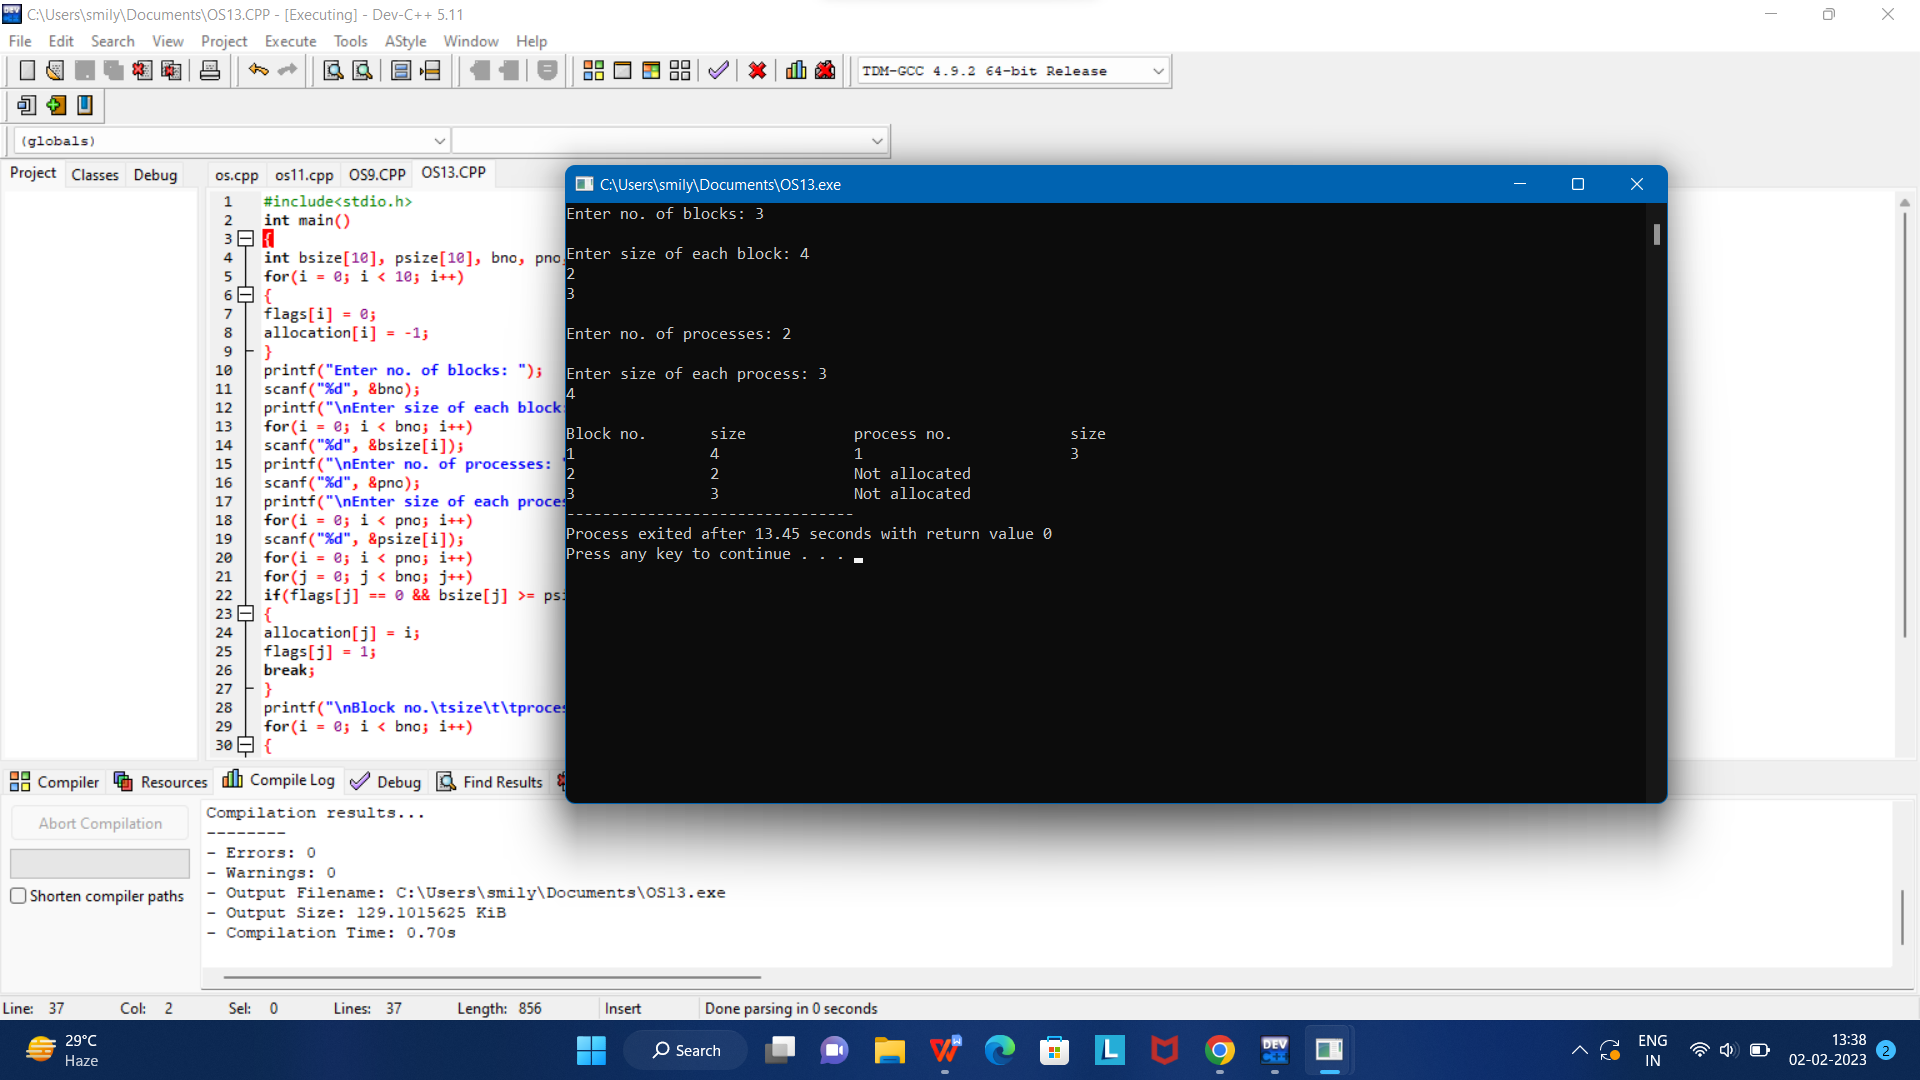 C:\Users\smily\Documents\OS13.CPP - [Executing] - Dev-C++ 5.11
File Edit Search View Project Execute Tools AStyle Window Help
TDM-GCC 4.9.2 64-bit Release
(globals)
Project Classes Debug
os.cpp os11.cpp OS9.CPP OS13.CPP
1 #include<stdio.h>
2 int main()
3 {
4 int bsize[10], psize[10], bno, pno,
5 for(i = 0; i < 10; i++)
6 {
7 flags[i] = 0;
8 allocation[i] = -1;
9 }
10 printf("Enter no. of blocks: ");
11 scanf("%d", &bno);
12 printf("\nEnter size of each block:
13 for(i = 0; i < bno; i++)
14 scanf("%d", &bsize[i]);
15 printf("\nEnter no. of processes: "
16 scanf("%d", &pno);
17 printf("\nEnter size of each proces
18 for(i = 0; i < pno; i++)
19 scanf("%d", &psize[i]);
20 for(i = 0; i < pno; i++)
21 for(j = 0; j < bno; j++)
22 if(flags[j] == 0 && bsize[j] >= psi
23 {
24 allocation[j] = i;
25 flags[j] = 1;
26 break;
27 }
28 printf("\nBlock no.\tsize\t\tproces
29 for(i = 0; i < bno; i++)
30 {
C:\Users\smily\Documents\OS13.exe
Enter no. of blocks: 3
Enter size of each block: 4
2
3
Enter no. of processes: 2
Enter size of each process: 3
4
Block no. size process no. size
1 4 1 3
2 2 Not allocated
3 3 Not allocated
--------------------------------
Process exited after 13.45 seconds with return value 0
Press any key to continue . . .
Compiler Resources Compile Log Debug Find Results
Abort Compilation
Shorten compiler paths
Compilation results...
--------
- Errors: 0
- Warnings: 0
- Output Filename: C:\Users\smily\Documents\OS13.exe
- Output Size: 129.1015625 KiB
- Compilation Time: 0.70s
Line: 37 Col: 2 Sel: 0 Lines: 37 Length: 856 Insert Done parsing in 0 seconds
29°C
Haze
Search
DEV
ENG
IN
13:38
02-02-2023
2